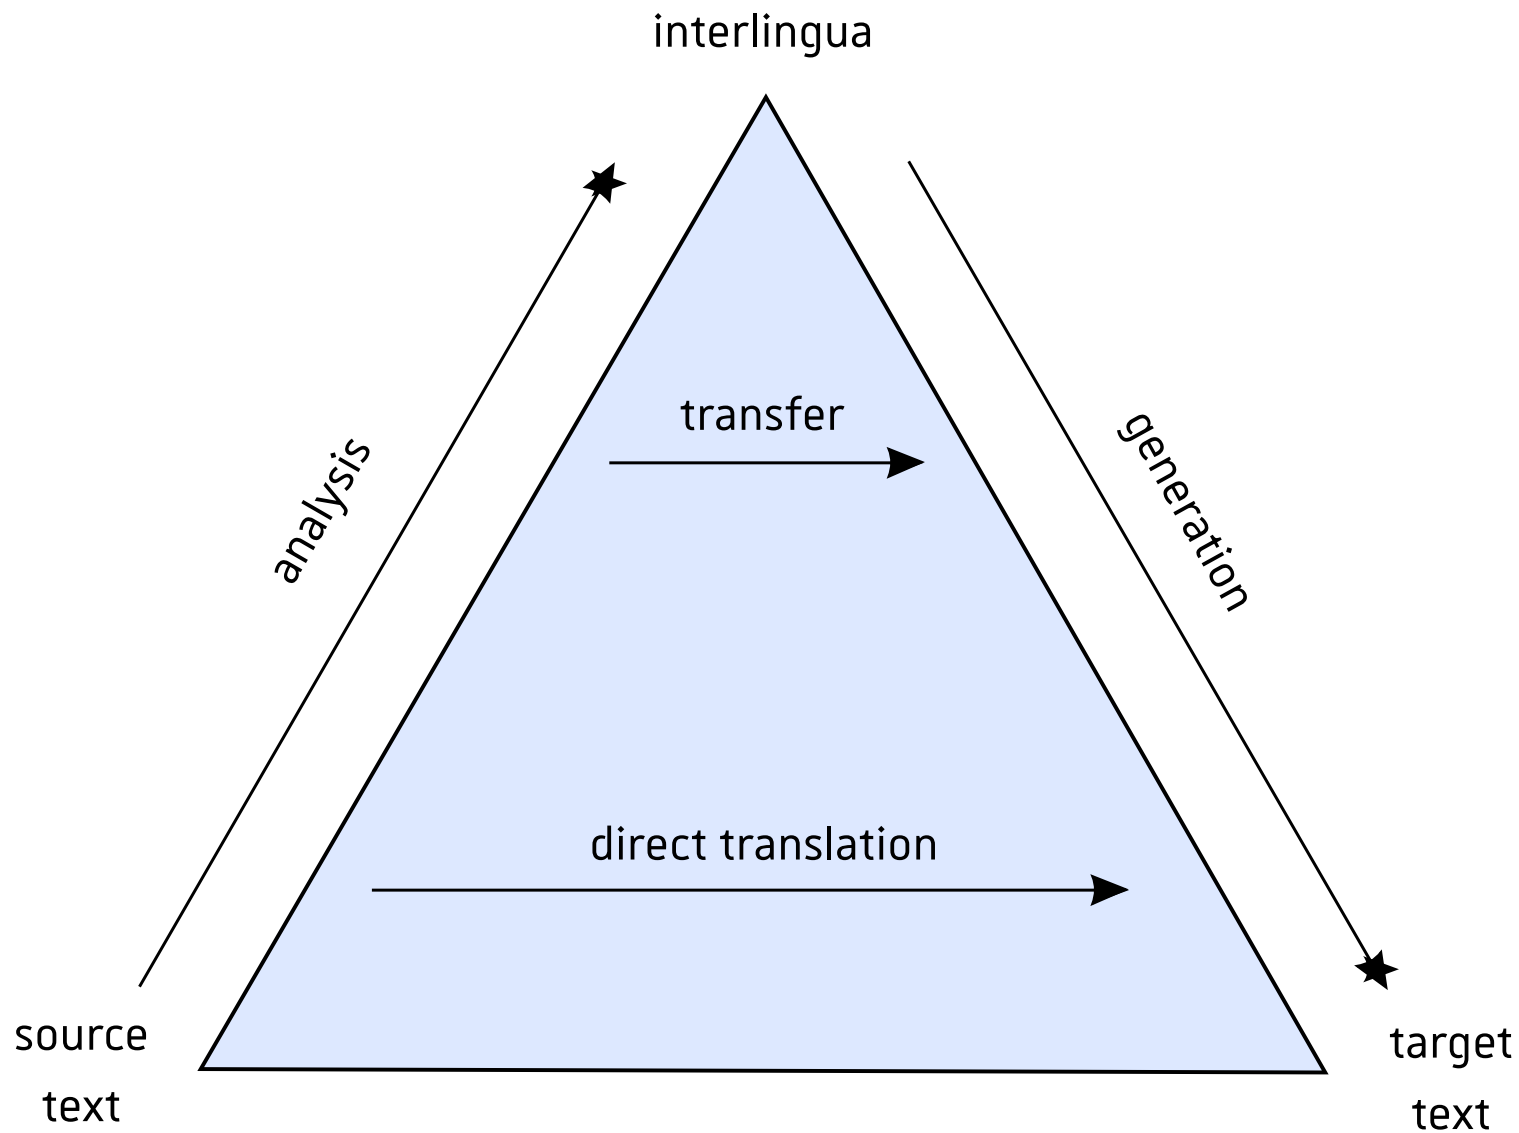 interlingua
transfer
analysis
generation
direct translation
source
text
target
text